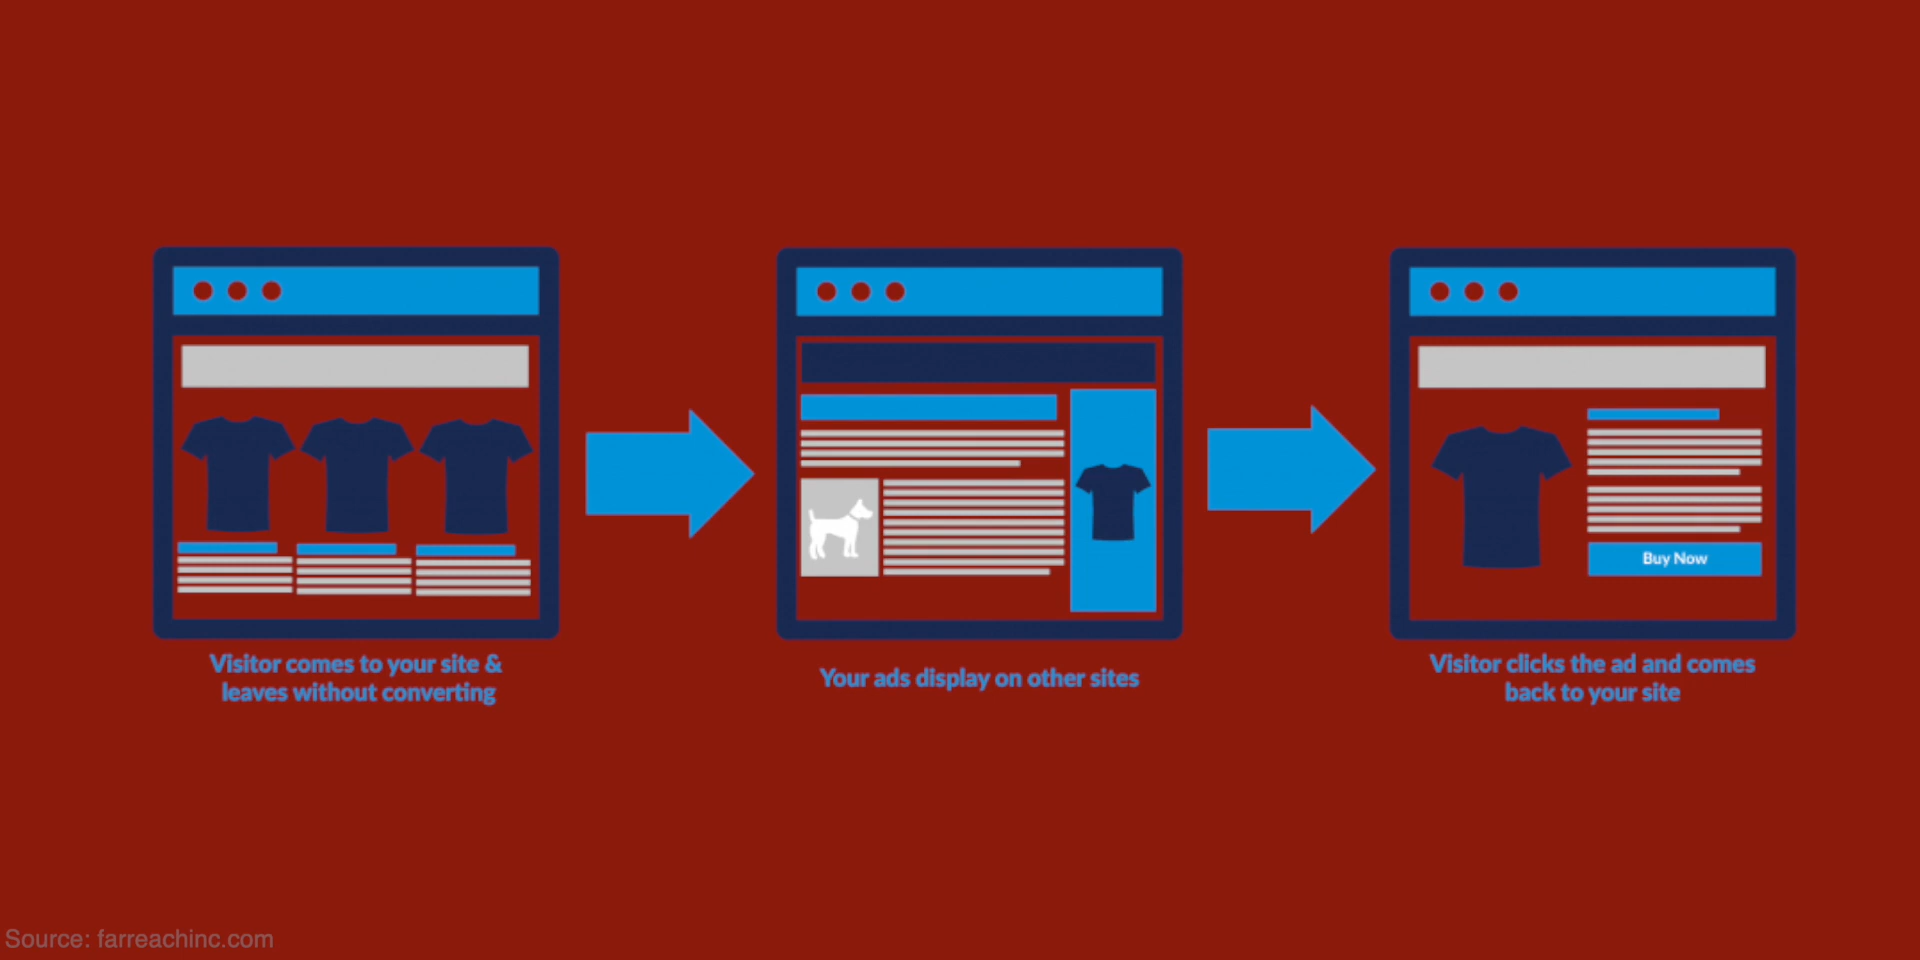 Buy Now
Visitor comes to your site &
leaves without converting
Your ads display on other sites
Visitor clicks the ad and comes
back to your site
Source: farreachinc.com